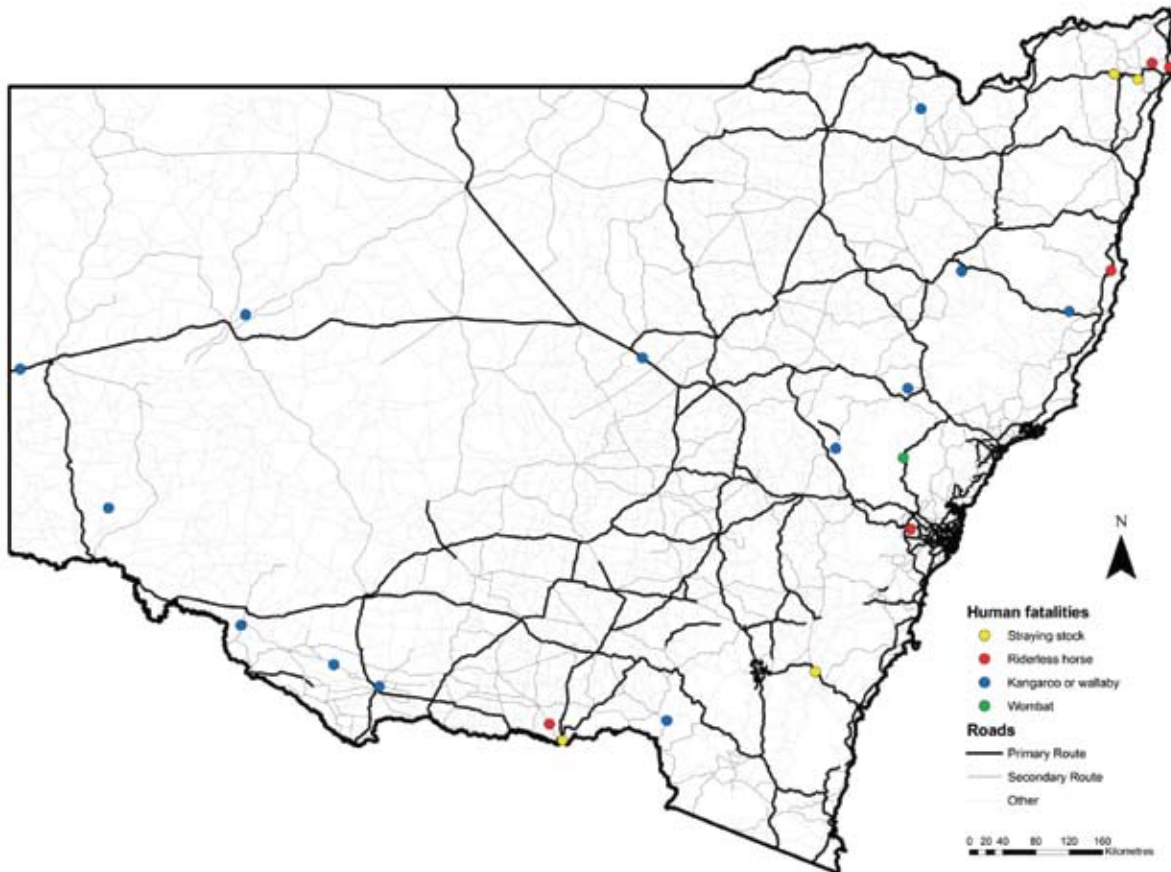 N
Human fatalities
Straying stock
Riderless horse
Kangaroo or wallaby
Wombat
Roads
Primary Route
Secondary Route
Other
0 20 40 80 120 160
Kilometres